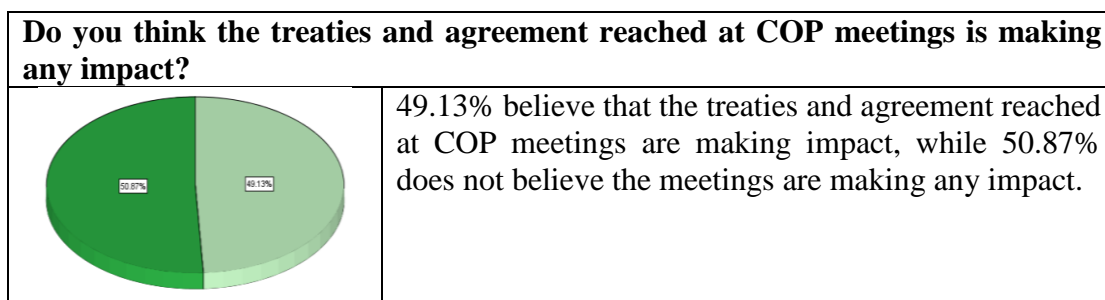 Do you think the treaties and agreement reached at COP meetings is making
any impact?
50.87%
49.13%
49.13% believe that the treaties and agreement reached
at COP meetings are making impact, while 50.87%
does not believe the meetings are making any impact.